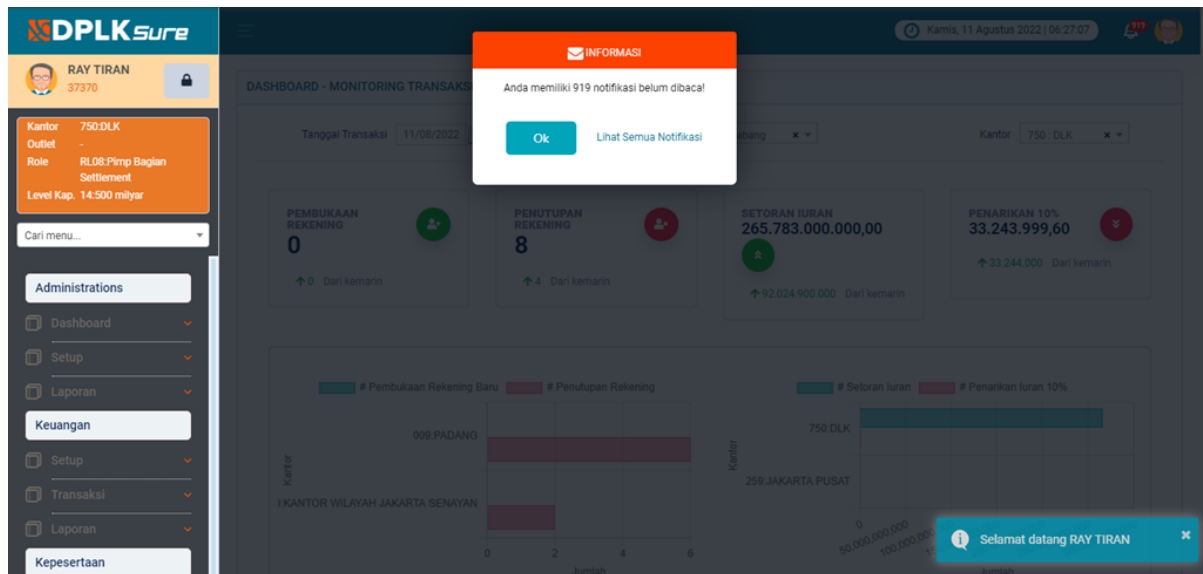 DPLKSure
RAY TIRAN
37370
Kantor 750:DLK
Outlet -
Role RL08:Pimp Bagian
Settlement
Level Kap. 14:500 milyar
Cari menu...
Administrations
Dashboard
Setup
Laporan
Keuangan
Setup
Transaksi
Laporan
Kepesertaan
Kamis, 11 Agustus 2022 | 06:27:07
919
INFORMASI
Anda memiliki 919 notifikasi belum dibaca!
Ok Lihat Semua Notifikasi
DASHBOARD - MONITORING TRANSAKS
Tanggal Transaksi 11/08/2022
abang × Kantor 750 : DLK ×
PEMBUKAAN
REKENING
0
0 Dari kemarin
PENUTUPAN
REKENING
8
4 Dari kemarin
SETORAN IURAN
265.783.000.000,00
92.024.900.000 Dari kemarin
PENARIKAN 10%
33.243.999,60
33.244.000 Dari kemarin
# Pembukaan Rekening Baru # Penutupan Rekening
009:PADANG
Kantor
KANTOR WILAYAH JAKARTA SENAYAN
0 2 4 6
Jumlah
# Setoran Iuran # Penarikan Iuran 10%
750:DLK
Kantor
259:JAKARTA PUSAT
0
50,000,000,000
Jumlah
Selamat datang RAY TIRAN ×